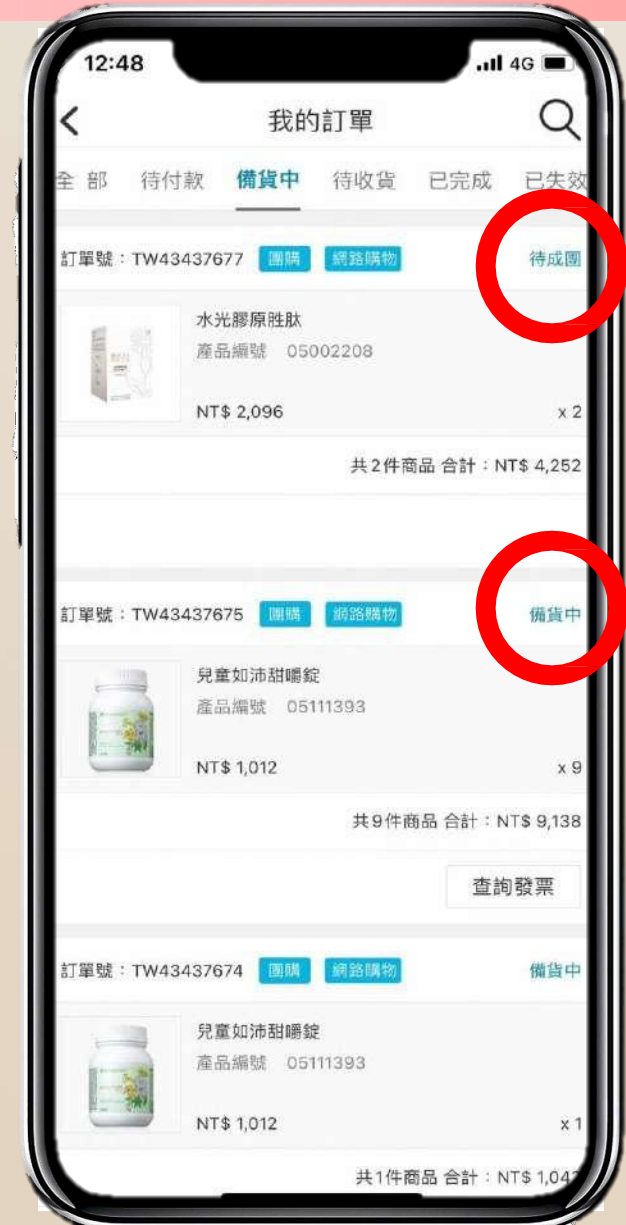 12:48 4G
我的訂單
全 部 待付款 備貨中 待收貨 已完成 已失效
訂單號：TW43437677 團購 網路購物 待成團
水光膠原胜肽
產品編號 05002208
NT$ 2,096 x 2
共2件商品 合計：NT$ 4,252
訂單號：TW43437675 團購 網路購物 備貨中
兒童如沛甜嚼錠
產品編號 05111393
NT$ 1,012 x 9
共9件商品 合計：NT$ 9,138
查詢發票
訂單號：TW43437674 團購 網路購物 備貨中
兒童如沛甜嚼錠
產品編號 05111393
NT$ 1,012 x 1
共1件商品 合計：NT$ 1,042